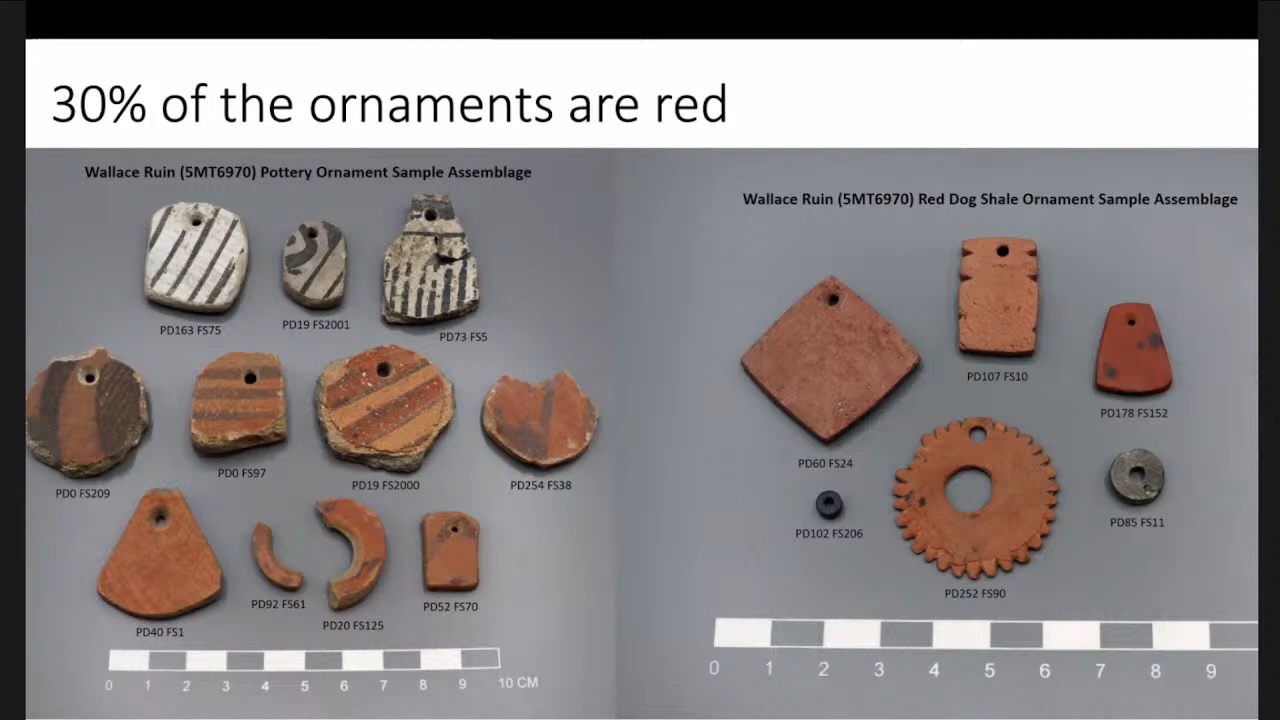 30% of the ornaments are red
Wallace Ruin (5MT6970) Pottery Ornament Sample Assemblage
PD163 FS75
PD19 FS2001
PD73 FS5
PD0 FS209
PD0 FS97
PD19 FS2000
PD254 FS38
PD40 FS1
PD92 FS61
PD20 FS125
PD52 FS70
0 1 2 3 4 5 6 7 8 9 10 CM
Wallace Ruin (5MT6970) Red Dog Shale Ornament Sample Assemblage
PD107 FS10
PD178 FS152
PD60 FS24
PD102 FS206
PD85 FS11
PD252 FS90
0 1 2 3 4 5 6 7 8 9